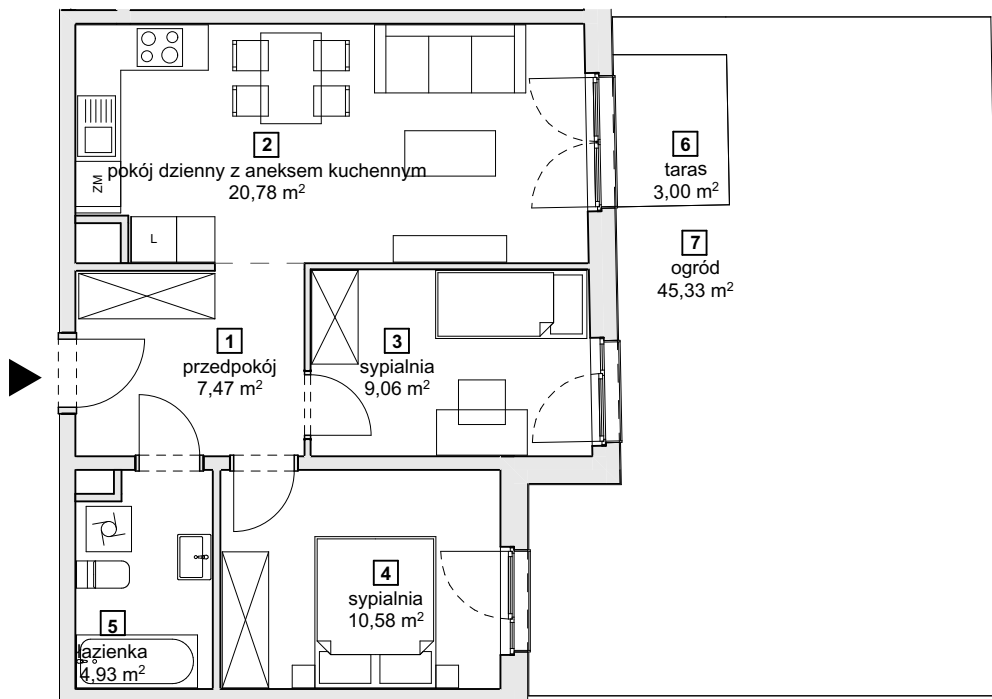 2
pokój dzienny z aneksem kuchennym
20,78 m²
ZM
L
6
taras
3,00 m²
7
ogród
45,33 m²
1
przedpokój
7,47 m²
3
sypialnia
9,06 m²
4
sypialnia
10,58 m²
5
łazienka
4,93 m²